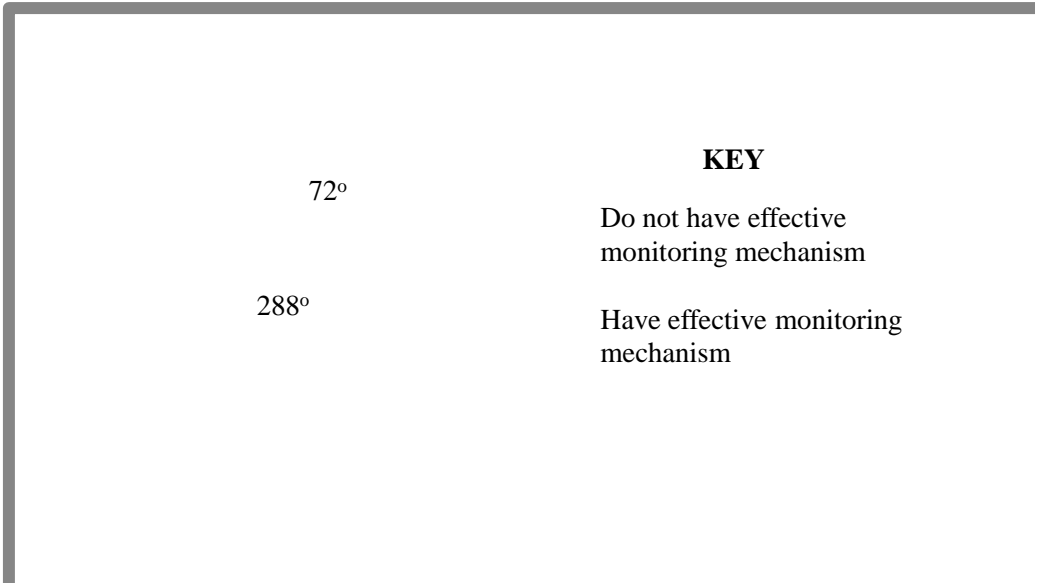 KEY
72º
Do not have effective
monitoring mechanism
288º
Have effective monitoring
mechanism